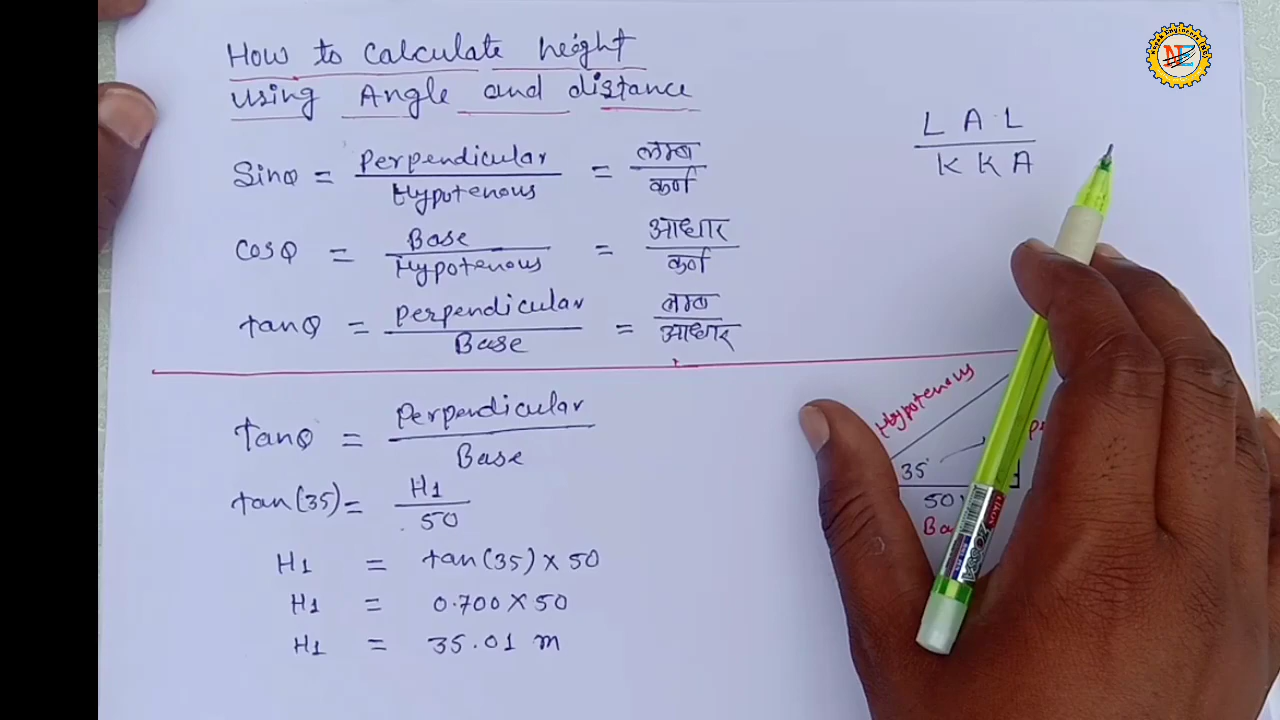 How to calculate height
using Angle and distance
L A L
K K A
Sinθ = Perpendicular / Hypotenous = लम्ब / कर्ण
cosθ = Base / Hypotenous = आधार / कर्ण
tanθ = Perpendicular / Base = लम्ब / आधार
tanθ = Perpendicular / Base
Hypotenous
35°
50
tan(35) = H1 / 50
H1 = tan(35) × 50
H1 = 0.700 × 50
H1 = 35.01 m